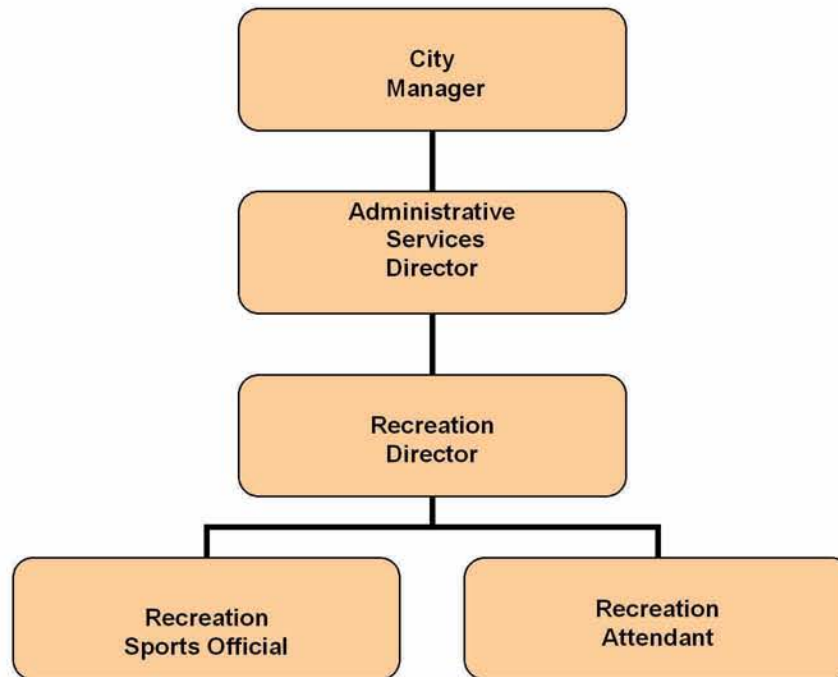 City
Manager
Administrative
Services
Director
Recreation
Director
Recreation
Sports Official
Recreation
Attendant